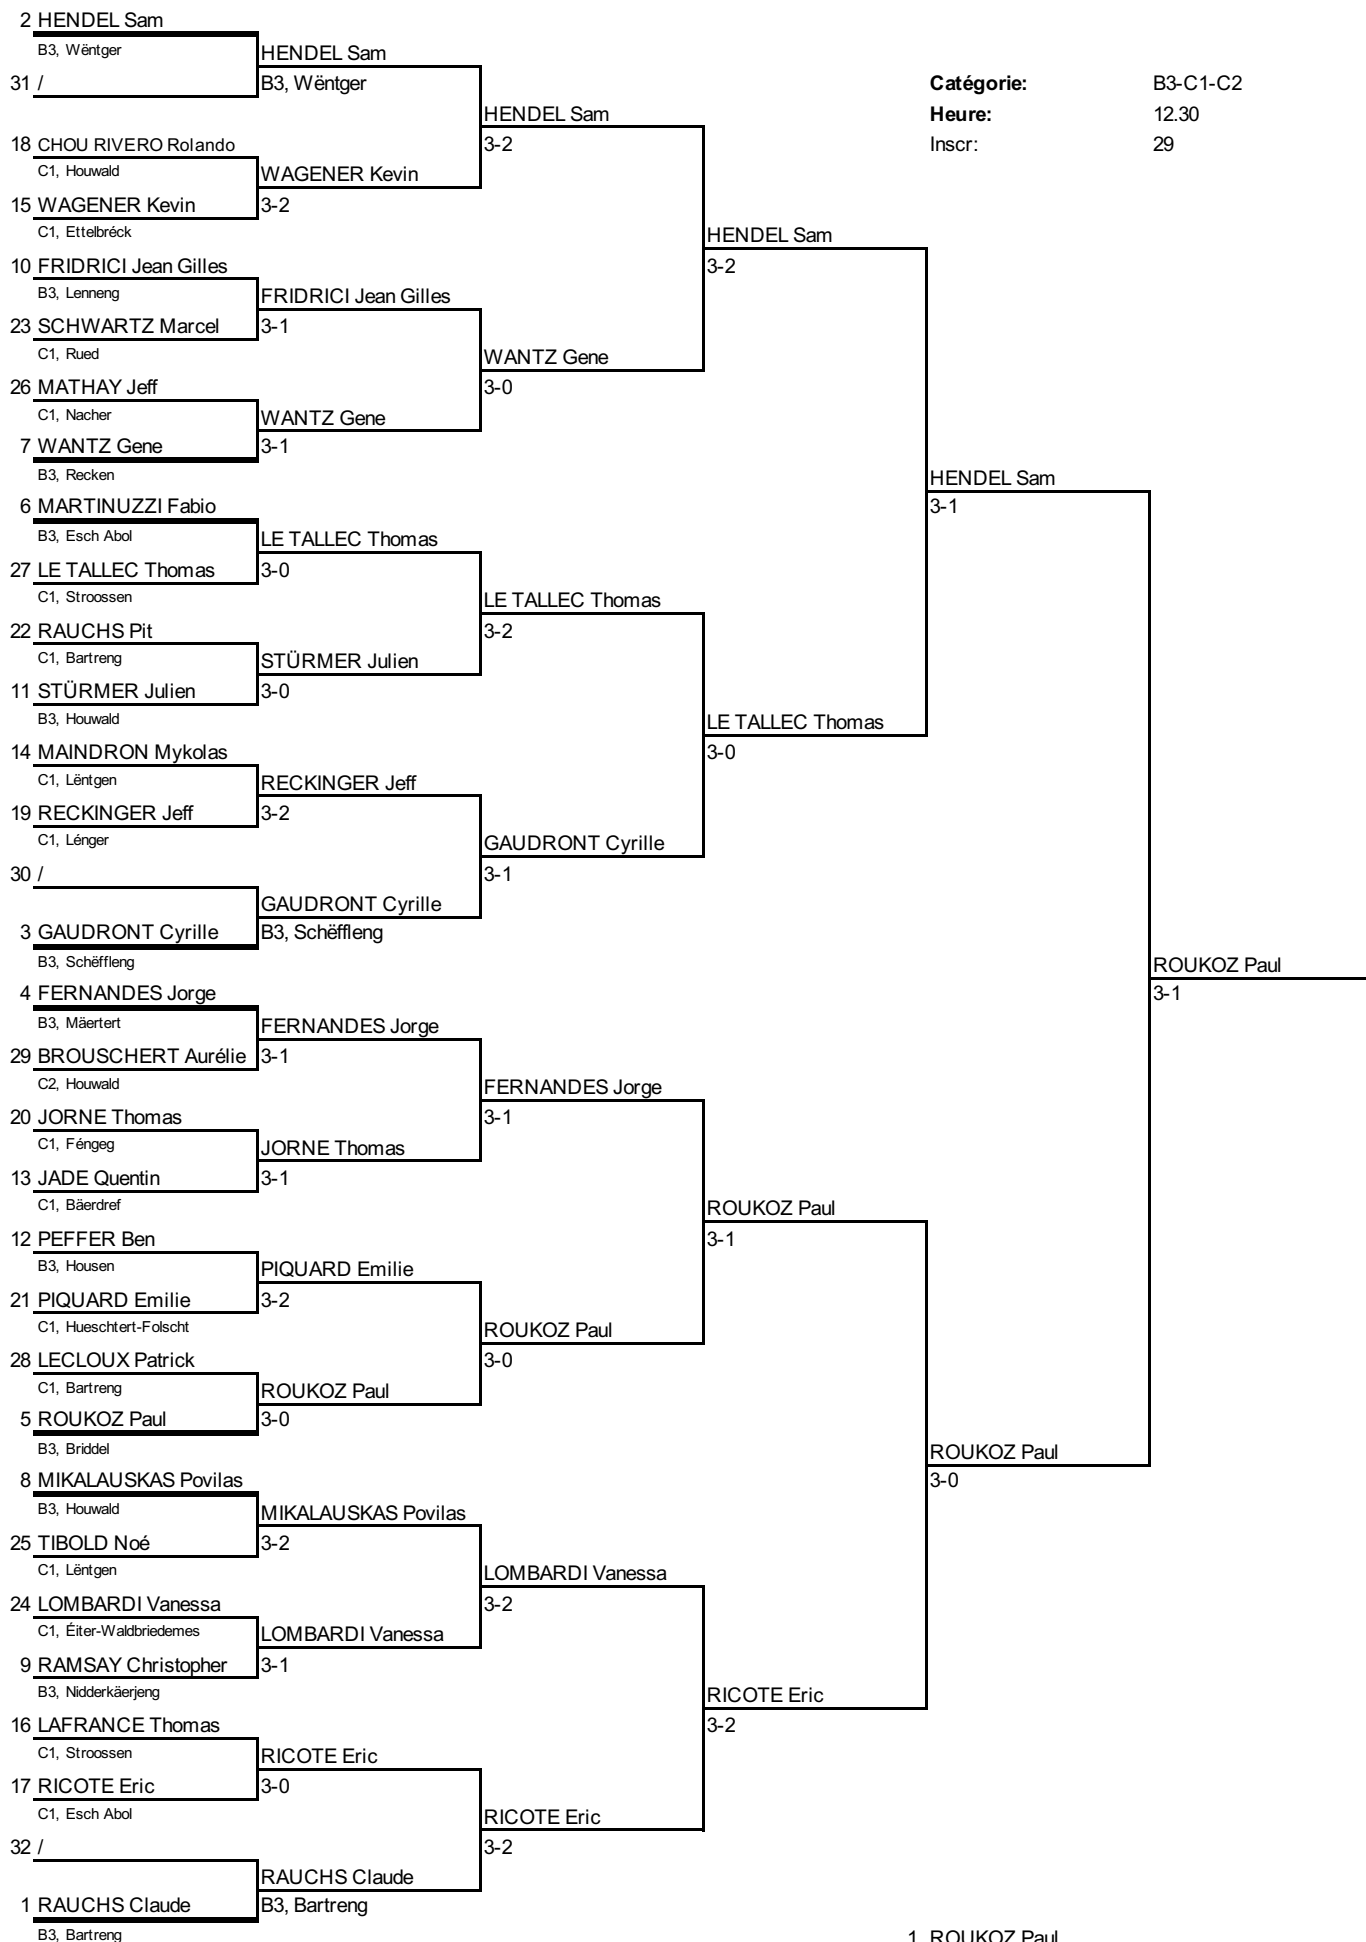 2 HENDEL Sam
B3, Wëntger
HENDEL Sam
31 /
B3, Wëntger
Catégorie: B3-C1-C2
HENDEL Sam
Heure: 12.30
18 CHOU RIVERO Rolando
3-2
Inscr: 29
C1, Houwald
WAGENER Kevin
15 WAGENER Kevin
3-2
C1, Ettelbréck
HENDEL Sam
10 FRIDRICI Jean Gilles
3-2
B3, Lenneng
FRIDRICI Jean Gilles
23 SCHWARTZ Marcel
3-1
C1, Rued
WANTZ Gene
26 MATHAY Jeff
3-0
C1, Nacher
WANTZ Gene
7 WANTZ Gene
3-1
B3, Recken
HENDEL Sam
6 MARTINUZZI Fabio
3-1
B3, Esch Abol
LE TALLEC Thomas
27 LE TALLEC Thomas
3-0
C1, Stroossen
LE TALLEC Thomas
22 RAUCHS Pit
3-2
C1, Bartreng
STÜRMER Julien
11 STÜRMER Julien
3-0
B3, Houwald
LE TALLEC Thomas
14 MAINDRON Mykolas
3-0
C1, Lëntgen
RECKINGER Jeff
19 RECKINGER Jeff
3-2
C1, Lénger
GAUDRONT Cyrille
30 /
3-1
GAUDRONT Cyrille
3 GAUDRONT Cyrille
B3, Schëffleng
B3, Schëffleng
ROUKOZ Paul
4 FERNANDES Jorge
3-1
B3, Mäertert
FERNANDES Jorge
29 BROUSCHERT Aurélie
3-1
C2, Houwald
FERNANDES Jorge
20 JORNE Thomas
3-1
C1, Féngeg
JORNE Thomas
13 JADE Quentin
3-1
C1, Bäerdref
ROUKOZ Paul
12 PEFFER Ben
3-1
B3, Housen
PIQUARD Emilie
21 PIQUARD Emilie
3-2
C1, Hueschtert-Folscht
ROUKOZ Paul
28 LECLOUX Patrick
3-0
C1, Bartreng
ROUKOZ Paul
5 ROUKOZ Paul
3-0
B3, Briddel
ROUKOZ Paul
8 MIKALAUSKAS Povilas
3-0
B3, Houwald
MIKALAUSKAS Povilas
25 TIBOLD Noé
3-2
C1, Lëntgen
LOMBARDI Vanessa
24 LOMBARDI Vanessa
3-2
C1, Éiter-Waldbriedemes
LOMBARDI Vanessa
9 RAMSAY Christopher
3-1
B3, Nidderkäerjeng
RICOTE Eric
16 LAFRANCE Thomas
3-2
C1, Stroossen
RICOTE Eric
17 RICOTE Eric
3-0
C1, Esch Abol
RICOTE Eric
32 /
3-2
RAUCHS Claude
1 RAUCHS Claude
B3, Bartreng
B3, Bartreng
1 ROUKOZ Paul